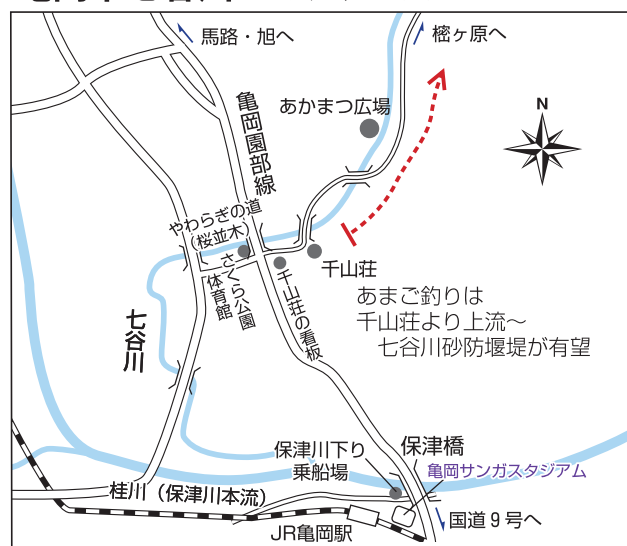 馬路・旭へ
樒ヶ原へ
あかまつ広場
N
亀岡園部線
やわらぎの道
(桜並木)
さくら公園
体育館
千山荘
千山荘の看板
あまご釣りは
千山荘より上流～
七谷川砂防堰堤が有望
七谷川
保津橋
保津川下り
乗船場
亀岡サンガスタジアム
桂川（保津川本流）
国道9号へ
JR亀岡駅